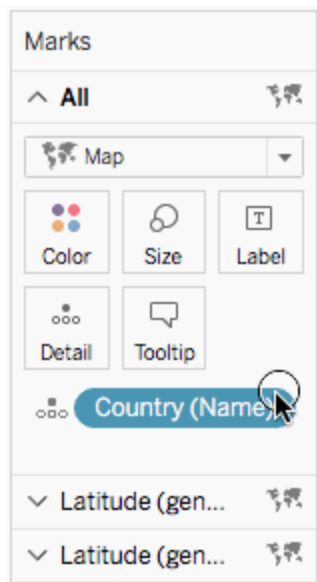 Marks
All
Map
Color Size Label
Detail Tooltip
Country (Name)
Latitude (gen...
Latitude (gen...